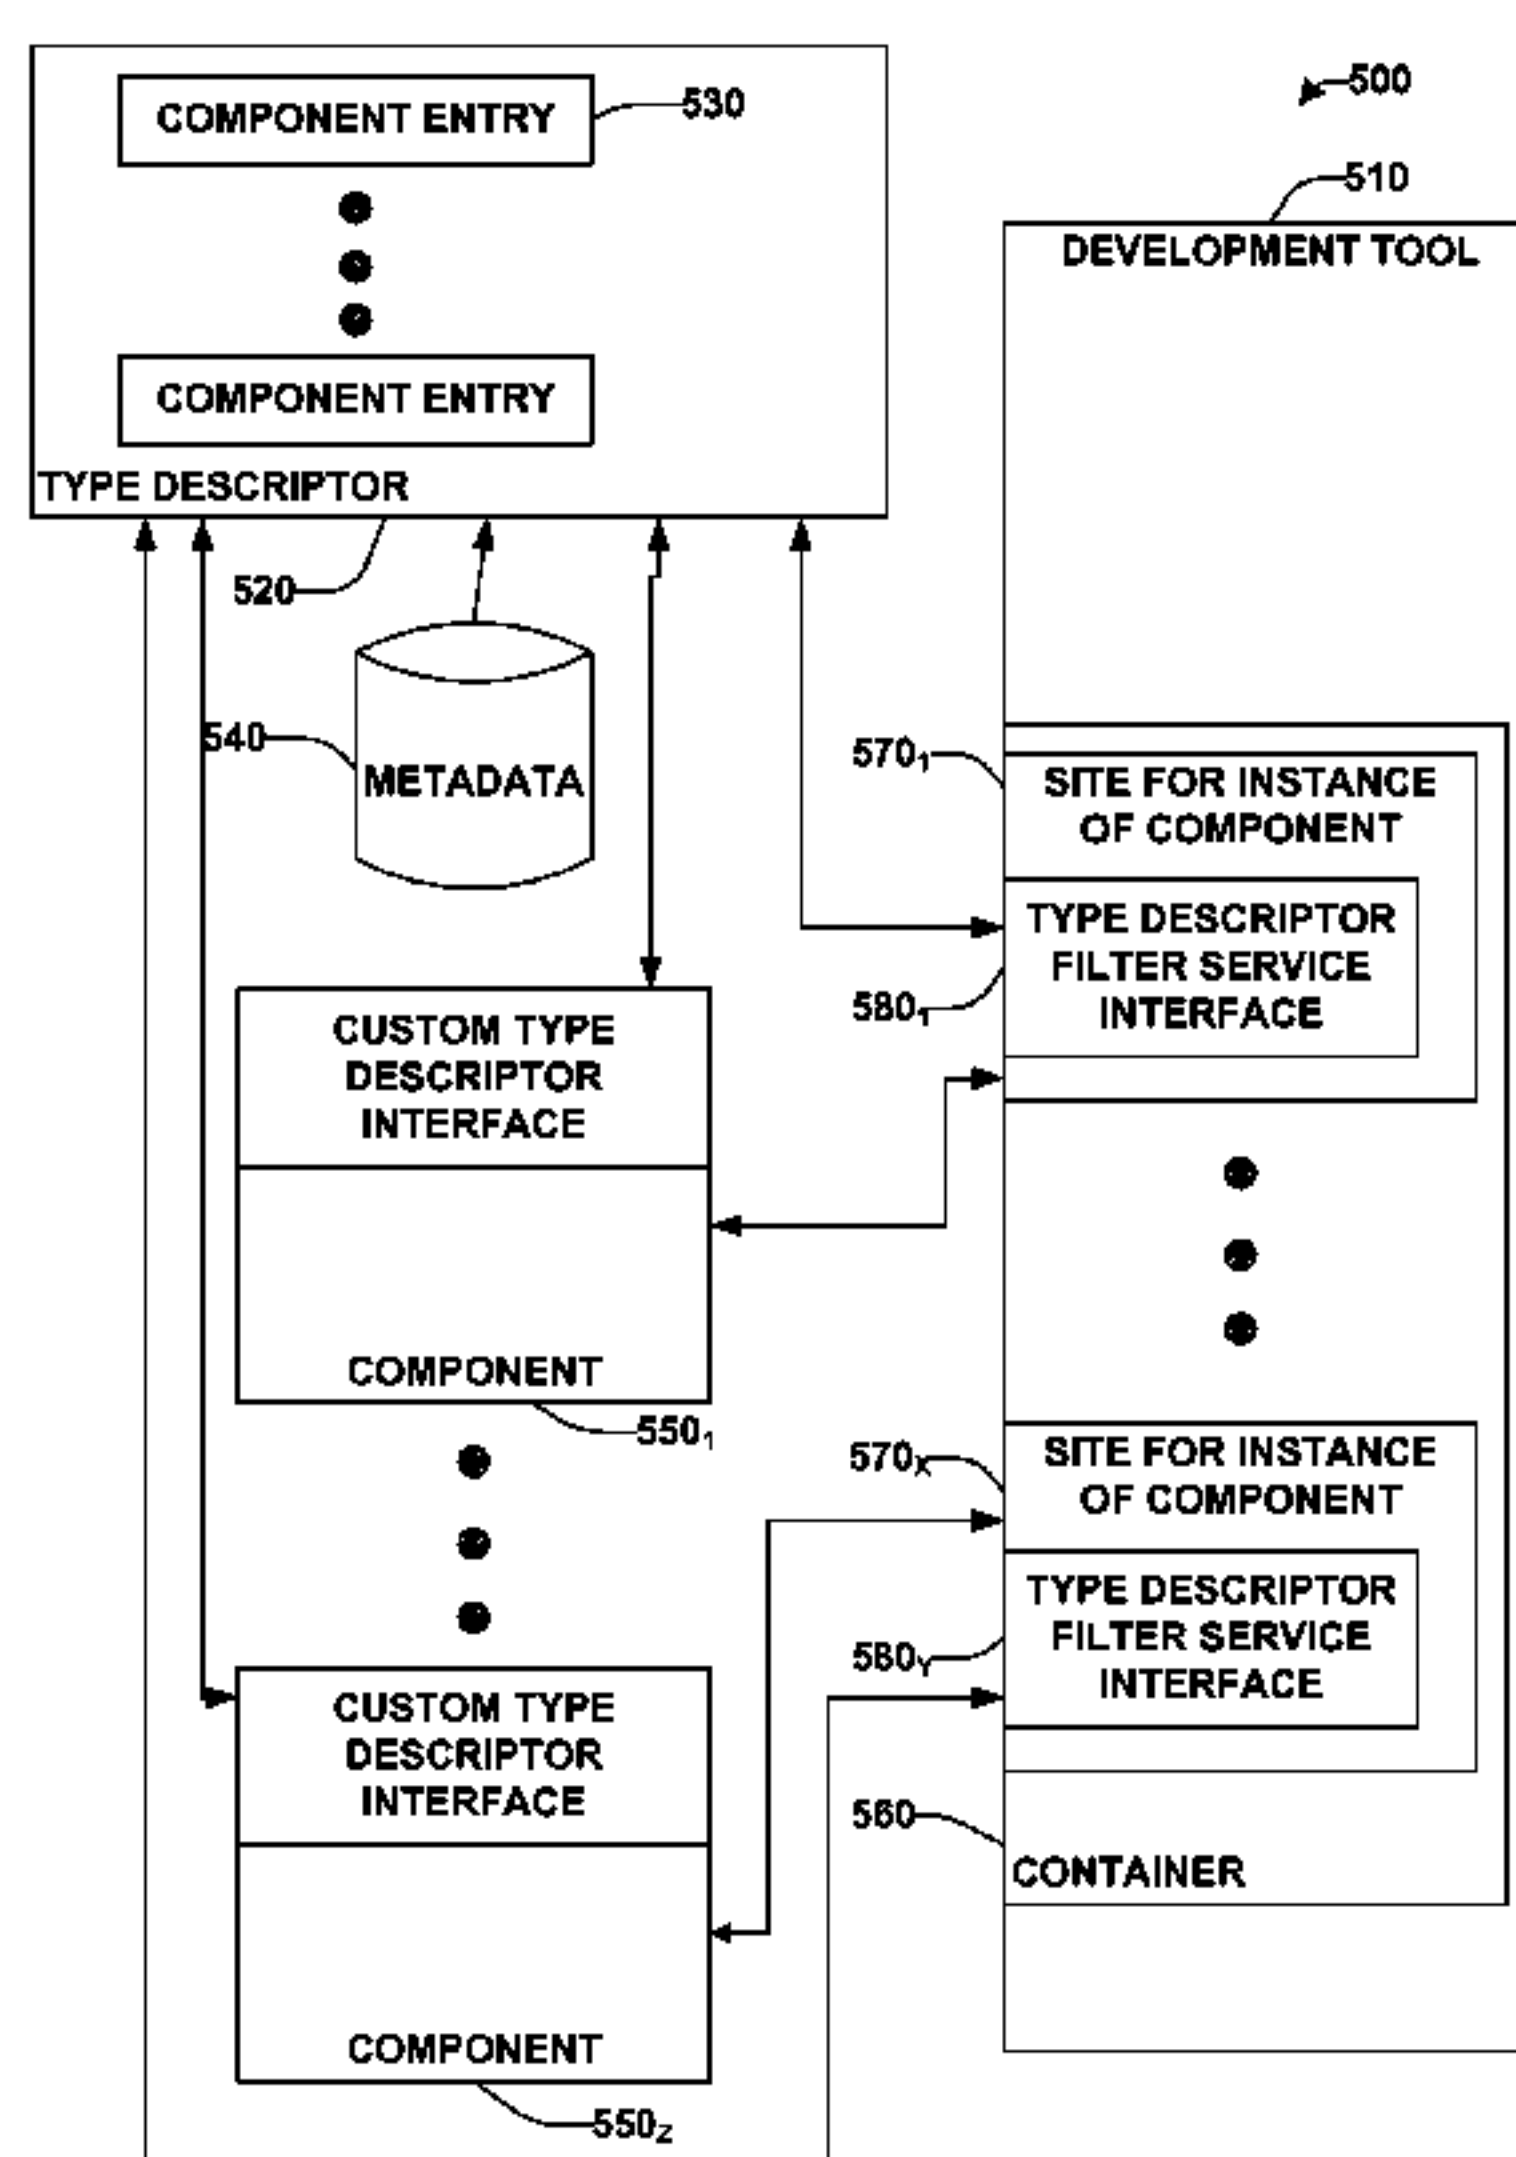 COMPONENT ENTRY
530
COMPONENT ENTRY
TYPE DESCRIPTOR
520
540
METADATA
CUSTOM TYPE
DESCRIPTOR
INTERFACE
COMPONENT
550₁
CUSTOM TYPE
DESCRIPTOR
INTERFACE
COMPONENT
550Z
500
510
DEVELOPMENT TOOL
570₁
SITE FOR INSTANCE
OF COMPONENT
TYPE DESCRIPTOR
FILTER SERVICE
INTERFACE
580₁
570X
SITE FOR INSTANCE
OF COMPONENT
TYPE DESCRIPTOR
FILTER SERVICE
INTERFACE
580Y
560
CONTAINER